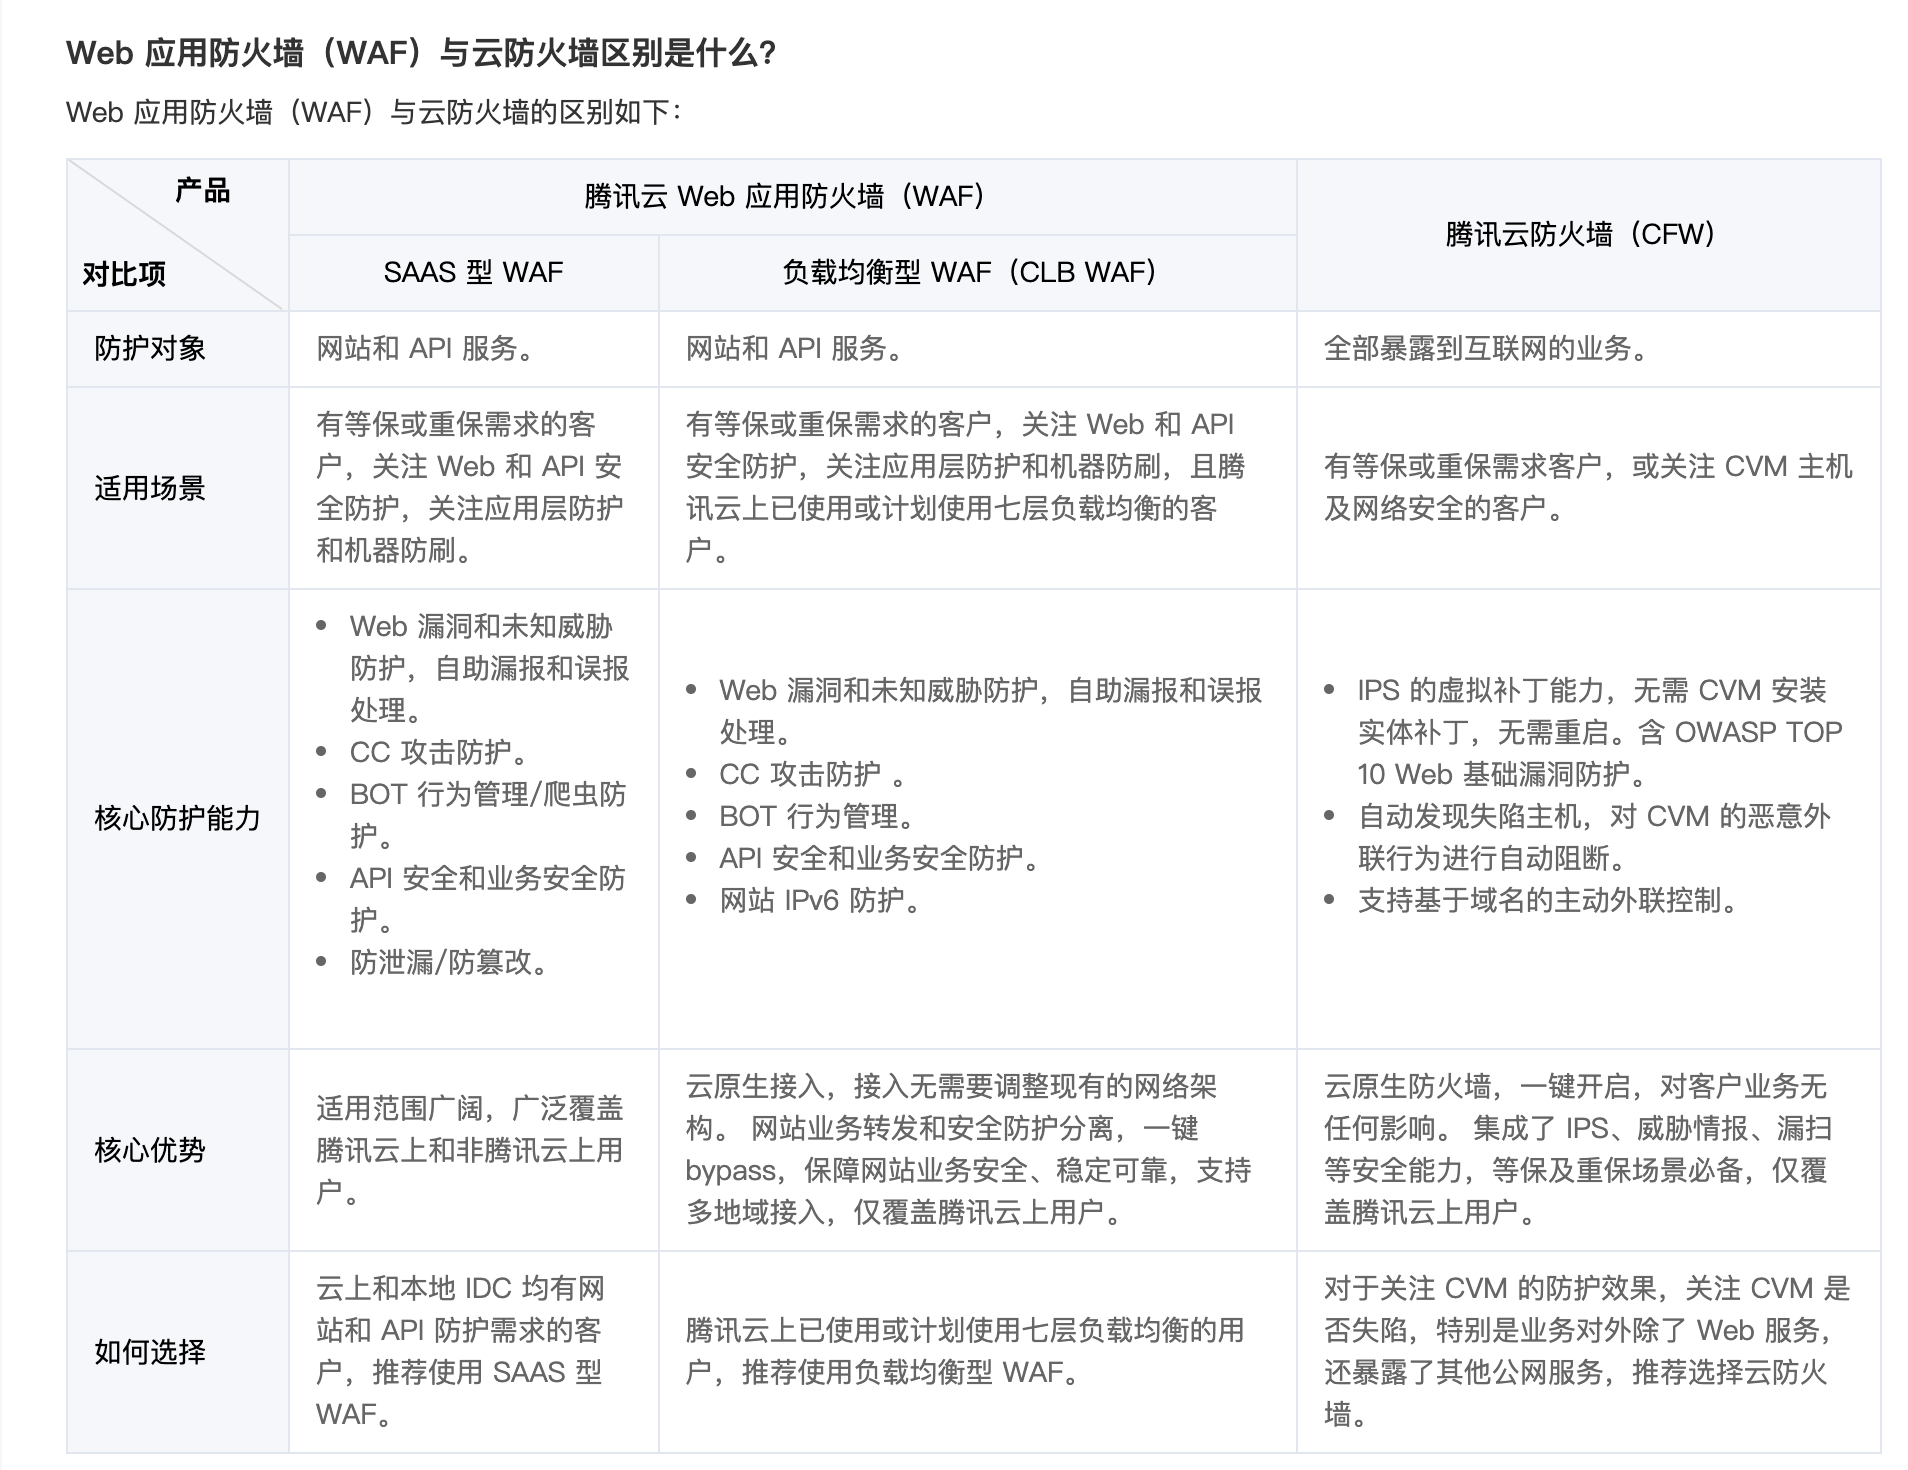 Web 应用防火墙（WAF）与云防火墙区别是什么?
Web 应用防火墙（WAF）与云防火墙的区别如下：
产品
对比项
腾讯云 Web 应用防火墙（WAF）
腾讯云防火墙（CFW）
SAAS 型 WAF
负载均衡型 WAF（CLB WAF）
防护对象
网站和 API 服务。
网站和 API 服务。
全部暴露到互联网的业务。
适用场景
有等保或重保需求的客
户，关注 Web 和 API 安
全防护，关注应用层防护
和机器防刷。
有等保或重保需求的客户，关注 Web 和 API
安全防护，关注应用层防护和机器防刷，且腾
讯云上已使用或计划使用七层负载均衡的客
户。
有等保或重保需求客户，或关注 CVM 主机
及网络安全的客户。
核心防护能力
• Web 漏洞和未知威胁
防护，自助漏报和误报
处理。
• CC 攻击防护。
• BOT 行为管理/爬虫防
护。
• API 安全和业务安全防
护。
• 防泄漏/防篡改。
• Web 漏洞和未知威胁防护，自助漏报和误报
处理。
• CC 攻击防护 。
• BOT 行为管理。
• API 安全和业务安全防护。
• 网站 IPv6 防护。
• IPS 的虚拟补丁能力，无需 CVM 安装
实体补丁，无需重启。含 OWASP TOP
10 Web 基础漏洞防护。
• 自动发现失陷主机，对 CVM 的恶意外
联行为进行自动阻断。
• 支持基于域名的主动外联控制。
核心优势
适用范围广阔，广泛覆盖
腾讯云上和非腾讯云上用
户。
云原生接入，接入无需要调整现有的网络架
构。 网站业务转发和安全防护分离，一键
bypass，保障网站业务安全、稳定可靠，支持
多地域接入，仅覆盖腾讯云上用户。
云原生防火墙，一键开启，对客户业务无
任何影响。 集成了 IPS、威胁情报、漏扫
等安全能力，等保及重保场景必备，仅覆
盖腾讯云上用户。
如何选择
云上和本地 IDC 均有网
站和 API 防护需求的客
户，推荐使用 SAAS 型
WAF。
腾讯云上已使用或计划使用七层负载均衡的用
户，推荐使用负载均衡型 WAF。
对于关注 CVM 的防护效果，关注 CVM 是
否失陷，特别是业务对外除了 Web 服务，
还暴露了其他公网服务，推荐选择云防火
墙。